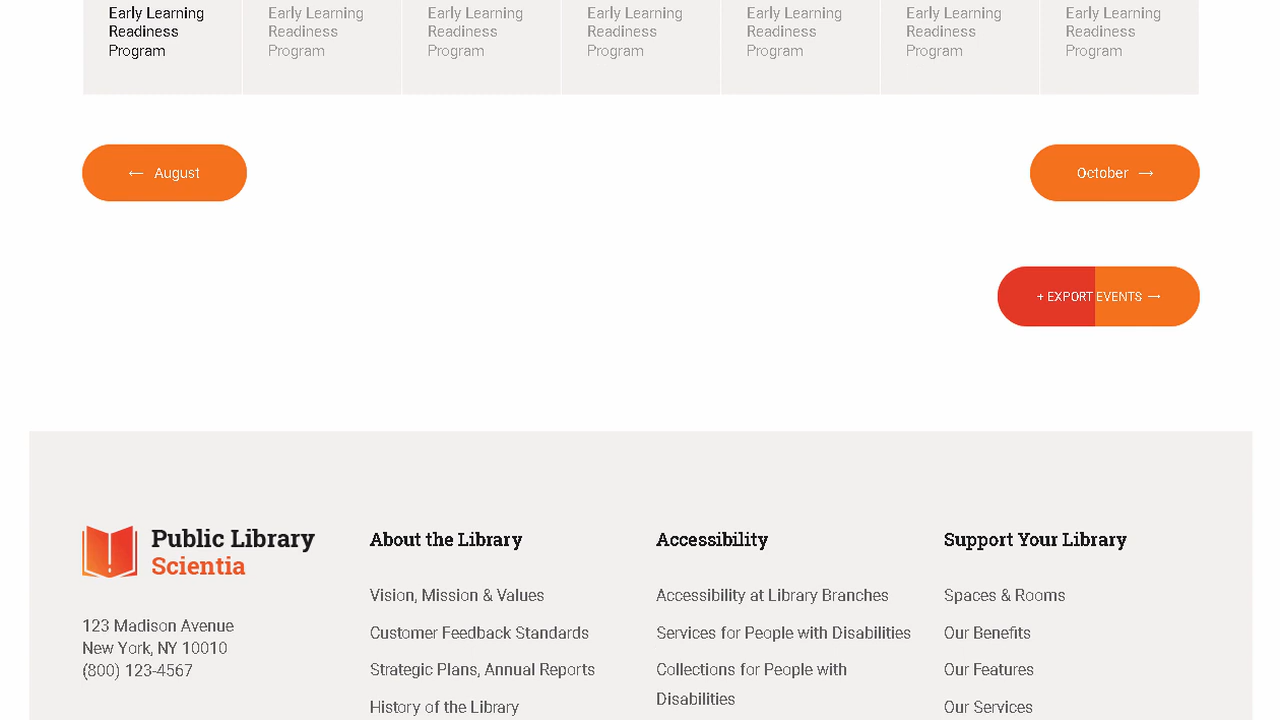 Early Learning Readiness Program
Early Learning Readiness Program
Early Learning Readiness Program
Early Learning Readiness Program
Early Learning Readiness Program
Early Learning Readiness Program
Early Learning Readiness Program
← August
October →
+ EXPORT EVENTS →
Public Library
Scientia
123 Madison Avenue
New York, NY 10010
(800) 123-4567
About the Library
Vision, Mission & Values
Customer Feedback Standards
Strategic Plans, Annual Reports
History of the Library
Accessibility
Accessibility at Library Branches
Services for People with Disabilities
Collections for People with
Disabilities
Support Your Library
Spaces & Rooms
Our Benefits
Our Features
Our Services